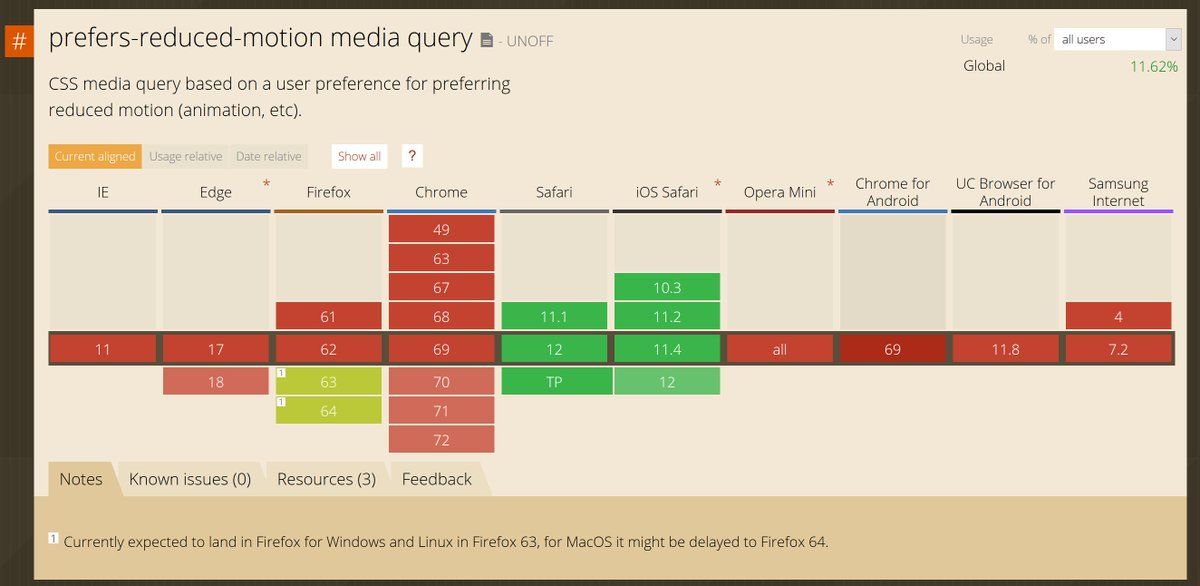 #
prefers-reduced-motion media query - UNOFF
Usage % of all users
Global 11.62%
CSS media query based on a user preference for preferring
reduced motion (animation, etc).
Current aligned Usage relative Date relative Show all ?
IE Edge * Firefox Chrome Safari iOS Safari * Opera Mini * Chrome for Android UC Browser for Android Samsung Internet
49
63
67 10.3
61 68 11.1 11.2 4
11 17 62 69 12 11.4 all 69 11.8 7.2
18 1 63 70 TP 12
1 64 71
72
Notes Known issues (0) Resources (3) Feedback
1 Currently expected to land in Firefox for Windows and Linux in Firefox 63, for MacOS it might be delayed to Firefox 64.